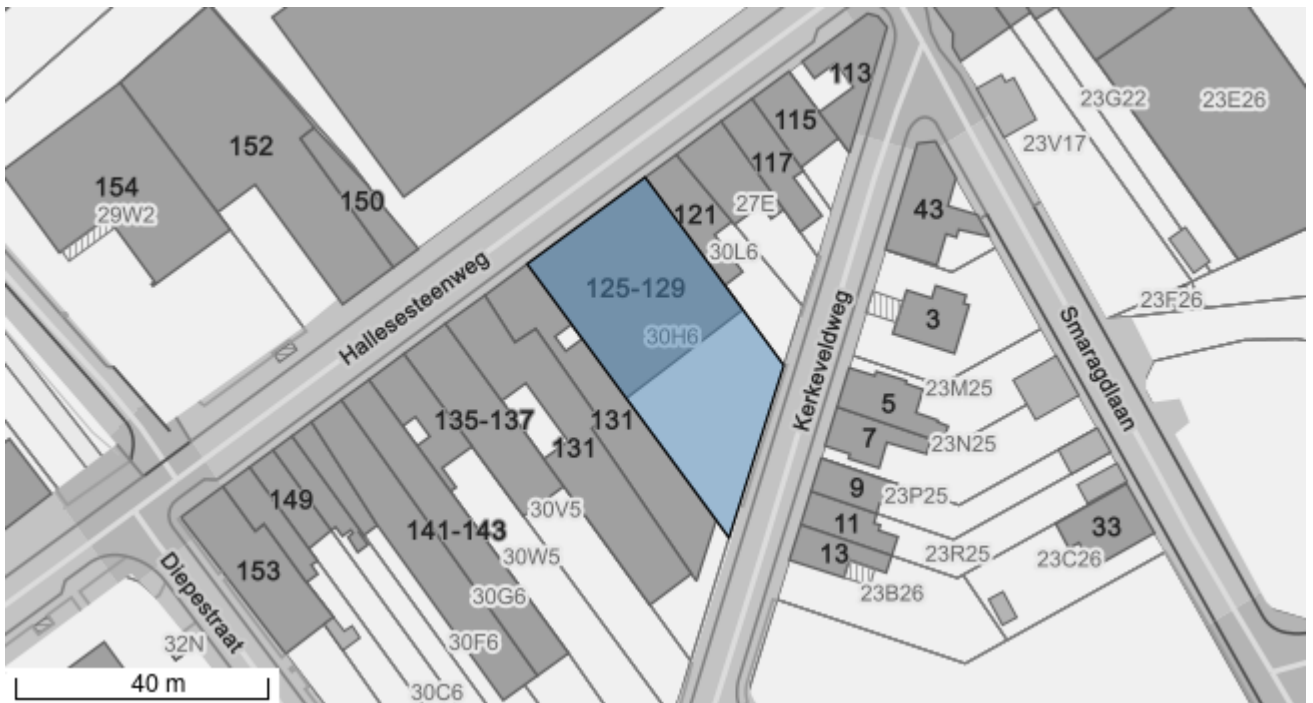 113
23G22
23E26
152
115
23V17
154
29W2
150
117
27E
121
43
30L6
Hallesesteenweg
125-129
30H6
23F26
3
Smaragdlaan
Kerkeveldweg
23M25
5
135-137
131
131
7
23N25
9
23P25
149
11
33
141-143
30V5
13
23R25
30W5
23C26
153
30G6
23B26
Diepestraat
32N
30F6
30C6
40 m